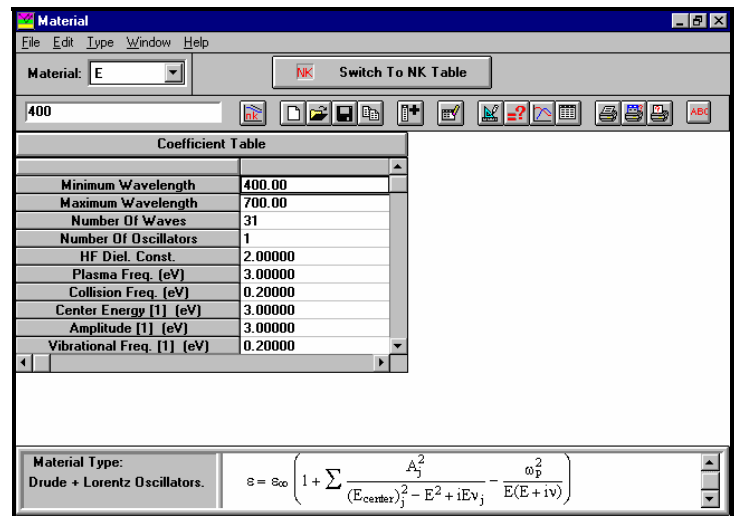 Material
File Edit Type Window Help
Material: E
NK Switch To NK Table
400
nk =? ABC
Coefficient Table
Minimum Wavelength 400.00
Maximum Wavelength 700.00
Number Of Waves 31
Number Of Oscillators 1
HF Diel. Const. 2.00000
Plasma Freq. (eV) 3.00000
Collision Freq. (eV) 0.20000
Center Energy [1] (eV) 3.00000
Amplitude [1] (eV) 3.00000
Vibrational Freq. [1] (eV) 0.20000
Material Type:
Drude + Lorentz Oscillators.
ε = ε∞ ( 1 + ∑ A_j^2 / ((E_center)_j^2 − E^2 + iEν_j) − ω_p^2 / (E(E + iν)) )